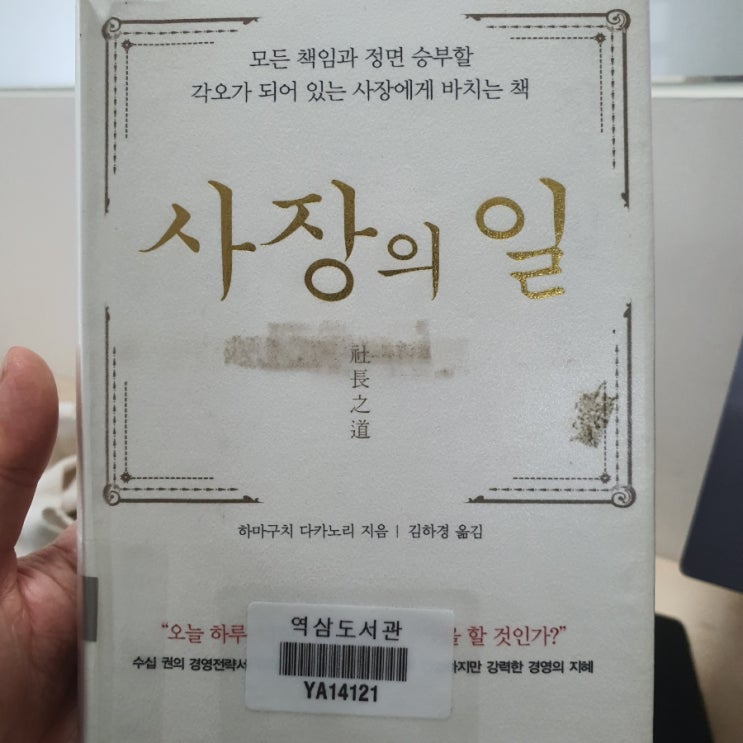 모든 책임과 정면 승부할
각오가 되어 있는 사장에게 바치는 책
사장의 일
社長之道
하마구치 다카노리 지음 | 김하경 옮김
“오늘 하루 할 것인가?”
수십 권의 경영전략서 강력한 경영의 지혜
역삼도서관
YA14121